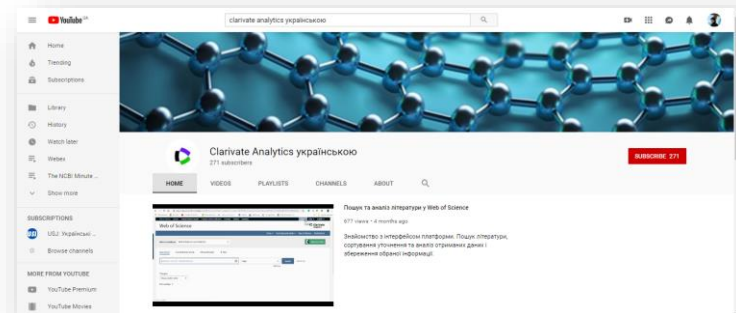 YouTube
clarivate analytics українською
Home
Trending
Subscriptions
Library
History
Watch later
Webex
The NCBI Minute ...
Show more
SUBSCRIPTIONS
USJ: Українські ...
Browse channels
MORE FROM YOUTUBE
YouTube Premium
YouTube Movies
Clarivate Analytics українською
271 subscribers
SUBSCRIBE 271
HOME VIDEOS PLAYLISTS CHANNELS ABOUT
Web of Science
Пошук та аналіз літератури у Web of Science
677 views • 4 months ago
Знайомство з інтерфейсом платформи. Пошук літератури,
сортування уточнення та аналіз отриманих даних і
збереження обраної інформації.